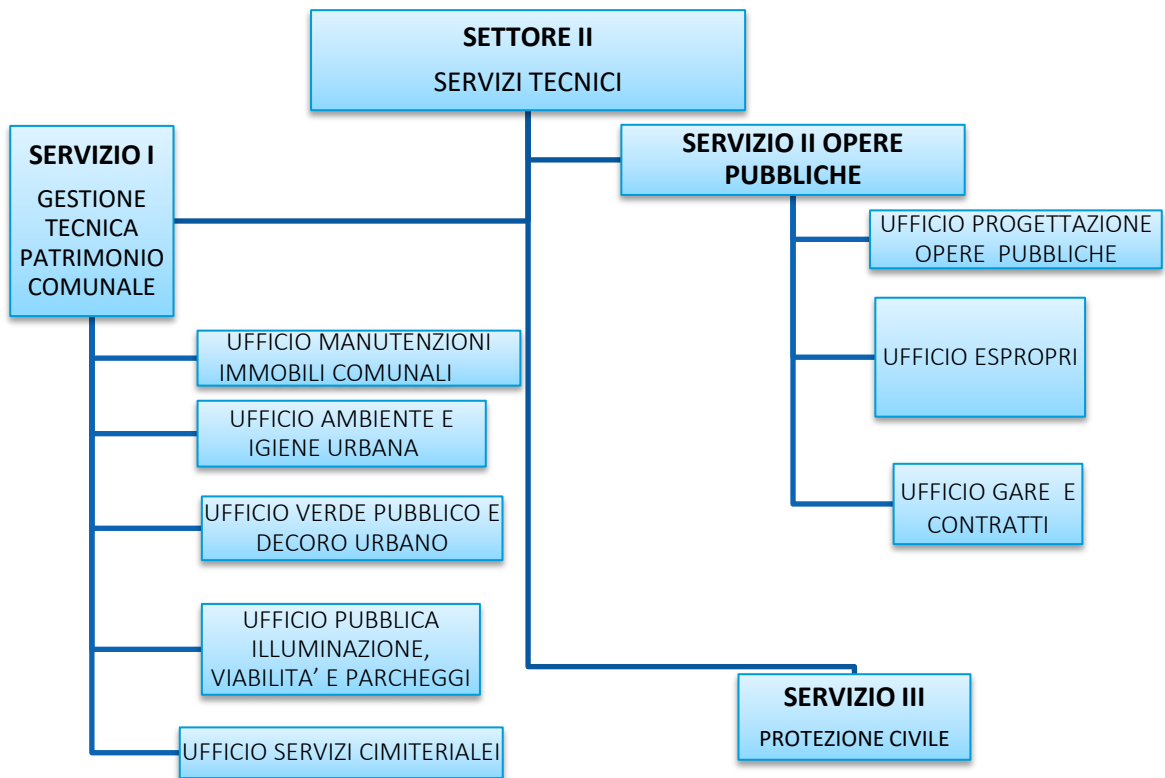 SETTORE II
SERVIZI TECNICI
SERVIZIO I
GESTIONE
TECNICA
PATRIMONIO
COMUNALE
UFFICIO MANUTENZIONI
IMMOBILI COMUNALI
UFFICIO AMBIENTE E
IGIENE URBANA
UFFICIO VERDE PUBBLICO E
DECORO URBANO
UFFICIO PUBBLICA
ILLUMINAZIONE,
VIABILITA’ E PARCHEGGI
UFFICIO SERVIZI CIMITERIALEI
SERVIZIO II OPERE
PUBBLICHE
UFFICIO PROGETTAZIONE
OPERE PUBBLICHE
UFFICIO ESPROPRI
UFFICIO GARE E
CONTRATTI
SERVIZIO III
PROTEZIONE CIVILE